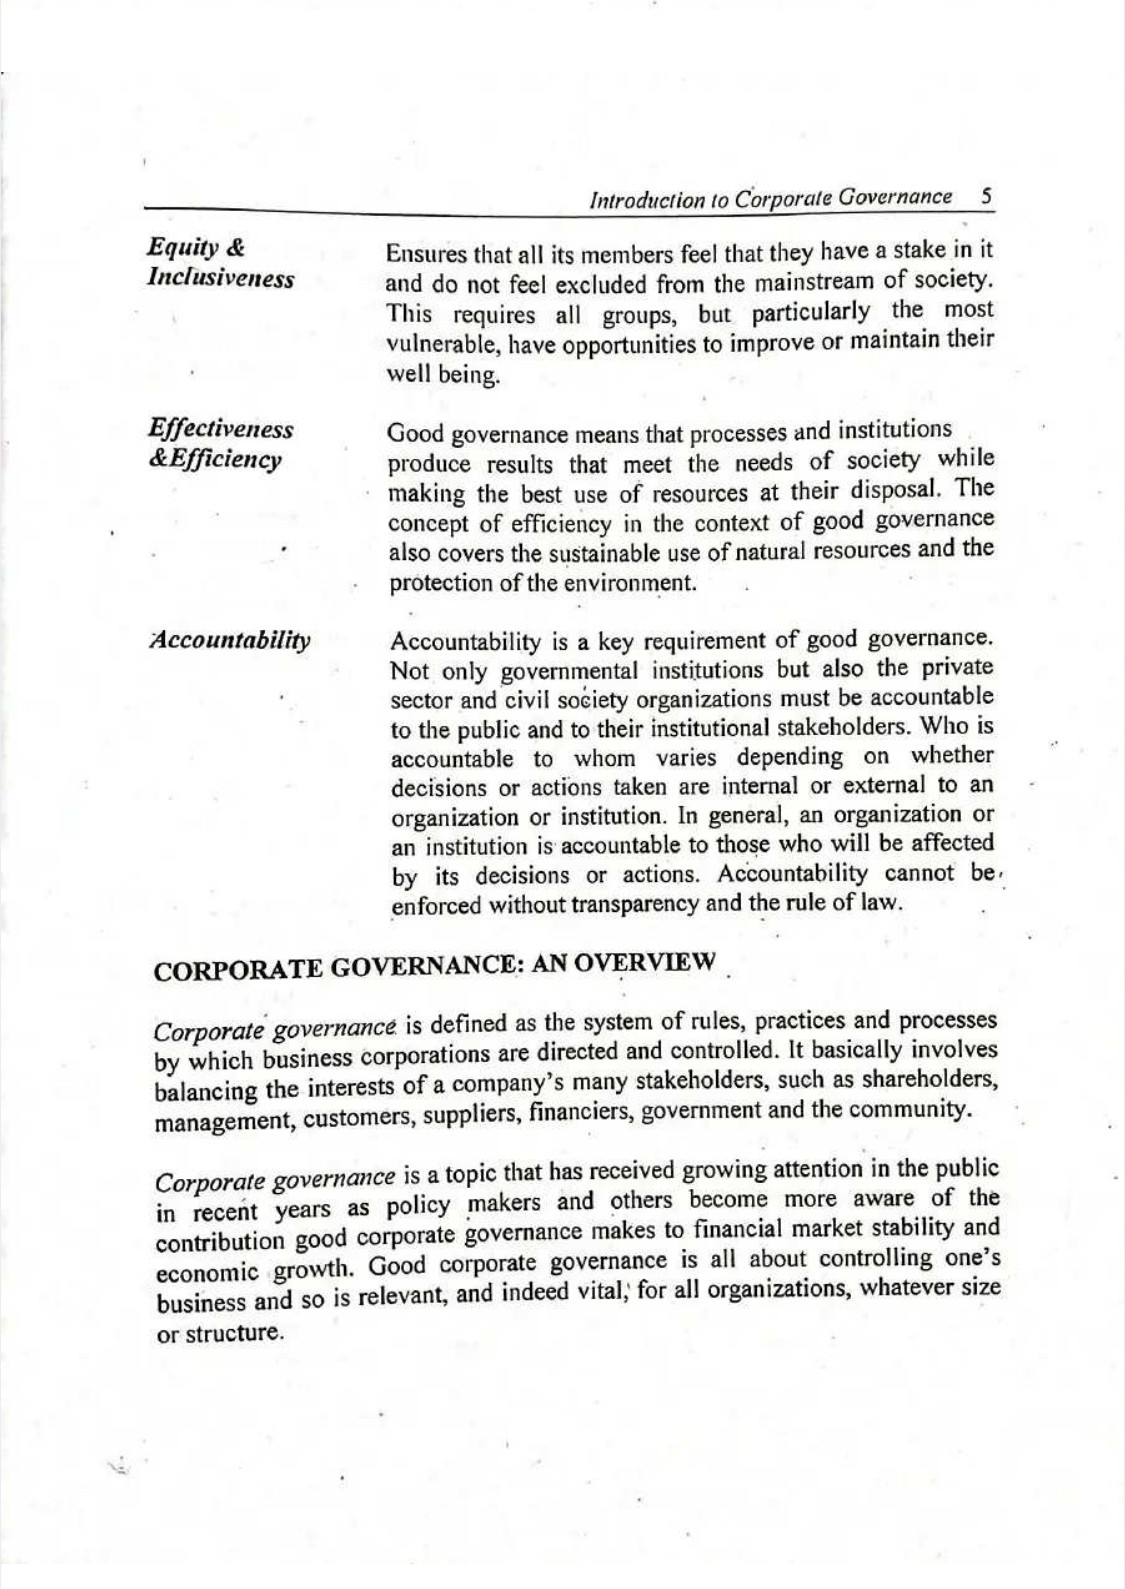 Introduction to Corporate Governance 5
Equity &
Inclusiveness
Ensures that all its members feel that they have a stake in it
and do not feel excluded from the mainstream of society.
This requires all groups, but particularly the most
vulnerable, have opportunities to improve or maintain their
well being.
Effectiveness
&Efficiency
Good governance means that processes and institutions
produce results that meet the needs of society while
making the best use of resources at their disposal. The
concept of efficiency in the context of good governance
also covers the sustainable use of natural resources and the
protection of the environment.
Accountability
Accountability is a key requirement of good governance.
Not only governmental institutions but also the private
sector and civil society organizations must be accountable
to the public and to their institutional stakeholders. Who is
accountable to whom varies depending on whether
decisions or actions taken are internal or external to an
organization or institution. In general, an organization or
an institution is accountable to those who will be affected
by its decisions or actions. Accountability cannot be
enforced without transparency and the rule of law.
CORPORATE GOVERNANCE: AN OVERVIEW
Corporate governance is defined as the system of rules, practices and processes
by which business corporations are directed and controlled. It basically involves
balancing the interests of a company's many stakeholders, such as shareholders,
management, customers, suppliers, financiers, government and the community.
Corporate governance is a topic that has received growing attention in the public
in recent years as policy makers and others become more aware of the
contribution good corporate governance makes to financial market stability and
economic growth. Good corporate governance is all about controlling one's
business and so is relevant, and indeed vital, for all organizations, whatever size
or structure.